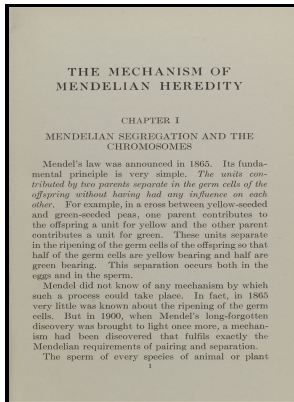 THE MECHANISM OF
MENDELIAN HEREDITY
CHAPTER I
MENDELIAN SEGREGATION AND THE
CHROMOSOMES
Mendel's law was announced in 1865. Its funda-
mental principle is very simple. The units con-
tributed by two parents separate in the germ cells of the
offspring without having had any influence on each
other. For example, in a cross between yellow-seeded
and green-seeded peas, one parent contributes to
the offspring a unit for yellow and the other parent
contributes a unit for green. These units separate
in the ripening of the germ cells of the offspring so that
half of the germ cells are yellow bearing and half are
green bearing. This separation occurs both in the
eggs and in the sperm.
Mendel did not know of any mechanism by which
such a process could take place. In fact, in 1865
very little was known about the ripening of the germ
cells. But in 1900, when Mendel's long-forgotten
discovery was brought to light once more, a mechan-
ism had been discovered that fulfils exactly the
Mendelian requirements of pairing and separation.
The sperm of every species of animal or plant
1